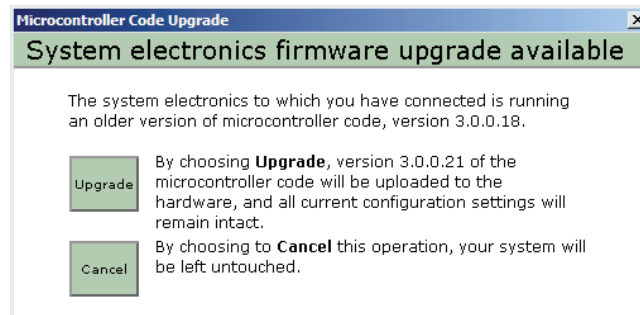 Microcontroller Code Upgrade
System electronics firmware upgrade available
The system electronics to which you have connected is running
an older version of microcontroller code, version 3.0.0.18.
Upgrade
By choosing Upgrade, version 3.0.0.21 of the
microcontroller code will be uploaded to the
hardware, and all current configuration settings will
remain intact.
Cancel
By choosing to Cancel this operation, your system will
be left untouched.